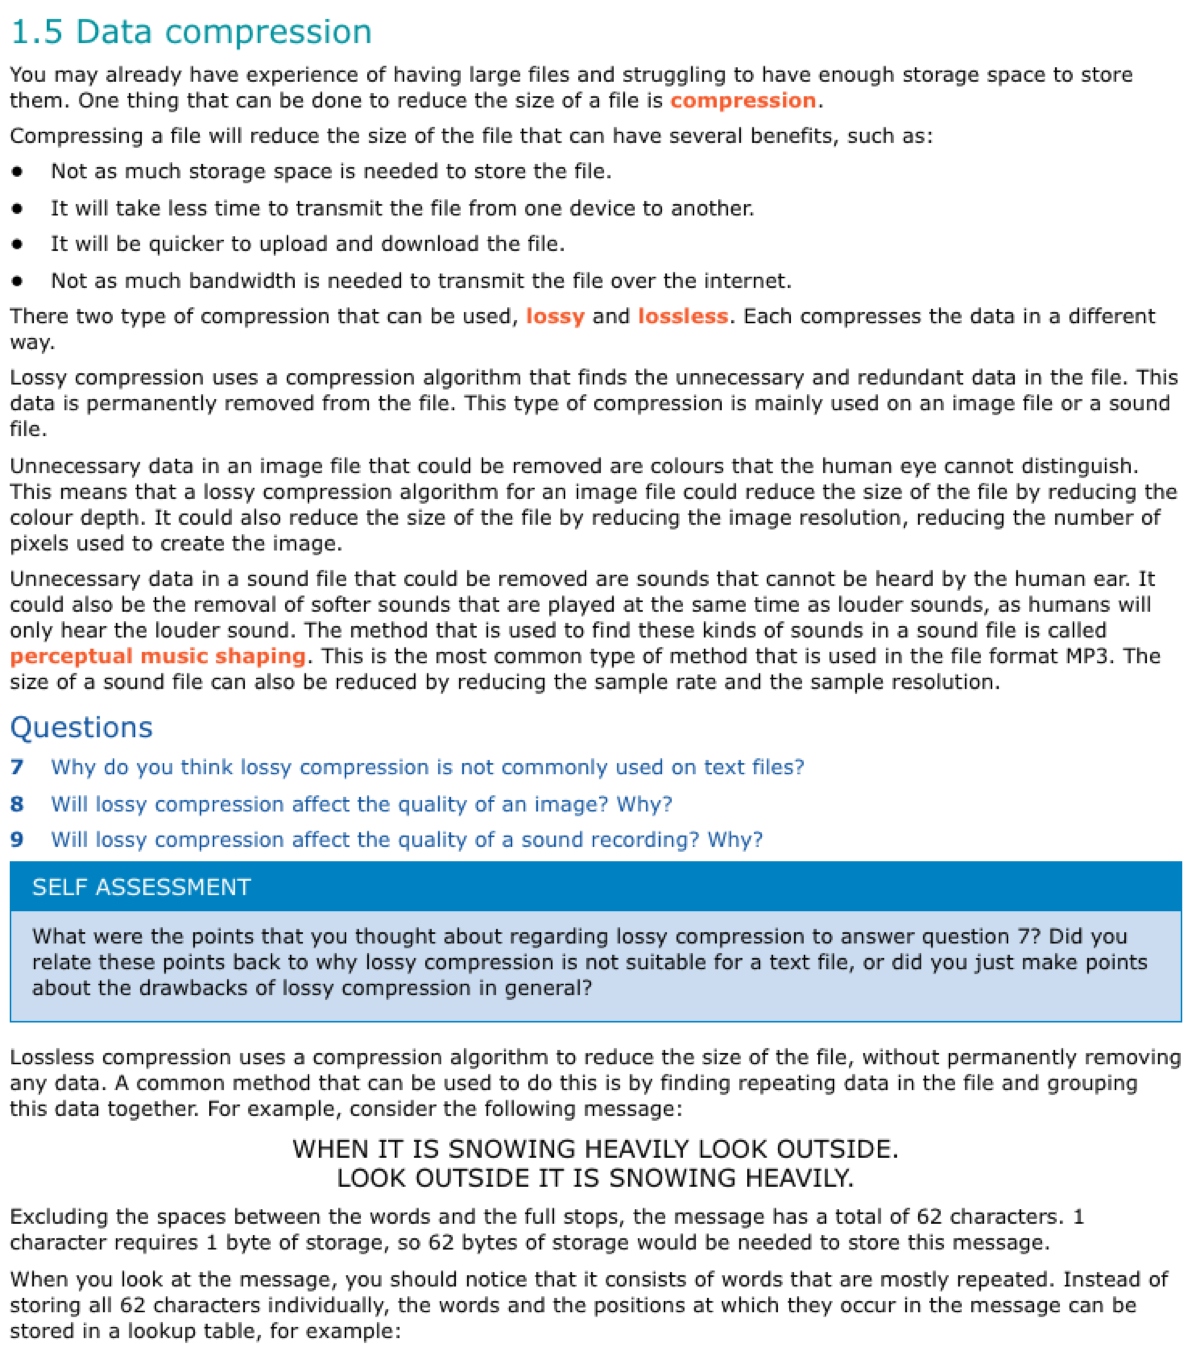 1.5 Data compression
You may already have experience of having large files and struggling to have enough storage space to store
them. One thing that can be done to reduce the size of a file is compression.
Compressing a file will reduce the size of the file that can have several benefits, such as:
● Not as much storage space is needed to store the file.
● It will take less time to transmit the file from one device to another.
● It will be quicker to upload and download the file.
● Not as much bandwidth is needed to transmit the file over the internet.
There two type of compression that can be used, lossy and lossless. Each compresses the data in a different
way.
Lossy compression uses a compression algorithm that finds the unnecessary and redundant data in the file. This
data is permanently removed from the file. This type of compression is mainly used on an image file or a sound
file.
Unnecessary data in an image file that could be removed are colours that the human eye cannot distinguish.
This means that a lossy compression algorithm for an image file could reduce the size of the file by reducing the
colour depth. It could also reduce the size of the file by reducing the image resolution, reducing the number of
pixels used to create the image.
Unnecessary data in a sound file that could be removed are sounds that cannot be heard by the human ear. It
could also be the removal of softer sounds that are played at the same time as louder sounds, as humans will
only hear the louder sound. The method that is used to find these kinds of sounds in a sound file is called
perceptual music shaping. This is the most common type of method that is used in the file format MP3. The
size of a sound file can also be reduced by reducing the sample rate and the sample resolution.
Questions
7 Why do you think lossy compression is not commonly used on text files?
8 Will lossy compression affect the quality of an image? Why?
9 Will lossy compression affect the quality of a sound recording? Why?
SELF ASSESSMENT
What were the points that you thought about regarding lossy compression to answer question 7? Did you
relate these points back to why lossy compression is not suitable for a text file, or did you just make points
about the drawbacks of lossy compression in general?
Lossless compression uses a compression algorithm to reduce the size of the file, without permanently removing
any data. A common method that can be used to do this is by finding repeating data in the file and grouping
this data together. For example, consider the following message:
WHEN IT IS SNOWING HEAVILY LOOK OUTSIDE.
LOOK OUTSIDE IT IS SNOWING HEAVILY.
Excluding the spaces between the words and the full stops, the message has a total of 62 characters. 1
character requires 1 byte of storage, so 62 bytes of storage would be needed to store this message.
When you look at the message, you should notice that it consists of words that are mostly repeated. Instead of
storing all 62 characters individually, the words and the positions at which they occur in the message can be
stored in a lookup table, for example: